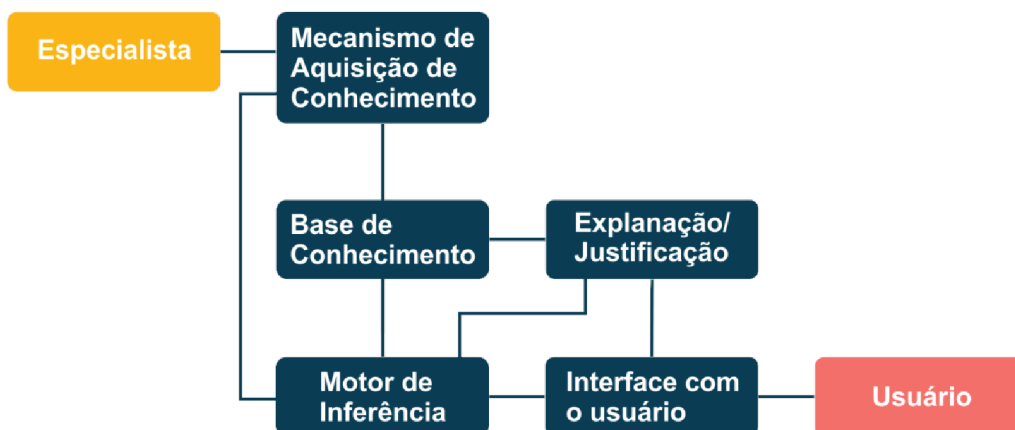 Especialista
Mecanismo de
Aquisição de
Conhecimento
Base de
Conhecimento
Explanação/
Justificação
Motor de
Inferência
Interface com
o usuário
Usuário